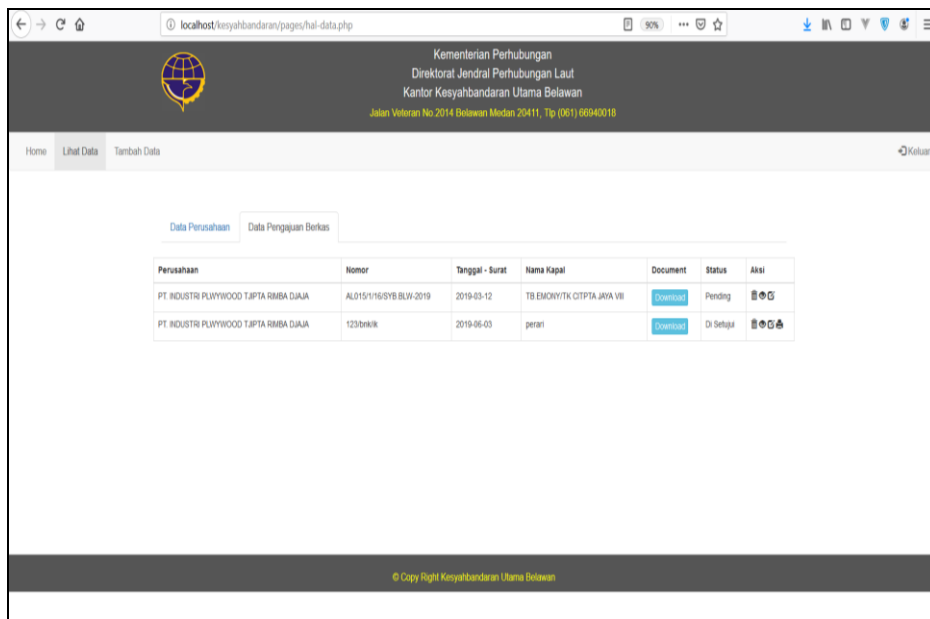 localhost/kesyahbandaran/pages/hal-data.php 90%
Kementerian Perhubungan
Direktorat Jendral Perhubungan Laut
Kantor Kesyahbandaran Utama Belawan
Jalan Veteran No.2014 Belawan Medan 20411, Tlp (061) 66940018
Home Lihat Data Tambah Data Keluar
Data Perusahaan Data Pengajuan Berkas
Perusahaan Nomor Tanggal - Surat Nama Kapal Document Status Aksi
PT. INDUSTRI PLWYWOOD TJIPTA RIMBA DJAJA AL015/1/16/SYB.BLW-2019 2019-03-12 TB.EMONY/TK CITPTA JAYA VIII Download Pending
PT. INDUSTRI PLWYWOOD TJIPTA RIMBA DJAJA 123/bnk/ik 2019-06-03 perari Download Di Setujui
© Copy Right Kesyahbandaran Utama Belawan